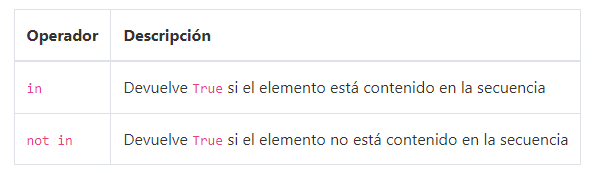 Operador Descripción
in Devuelve True si el elemento está contenido en la secuencia
not in Devuelve True si el elemento no está contenido en la secuencia